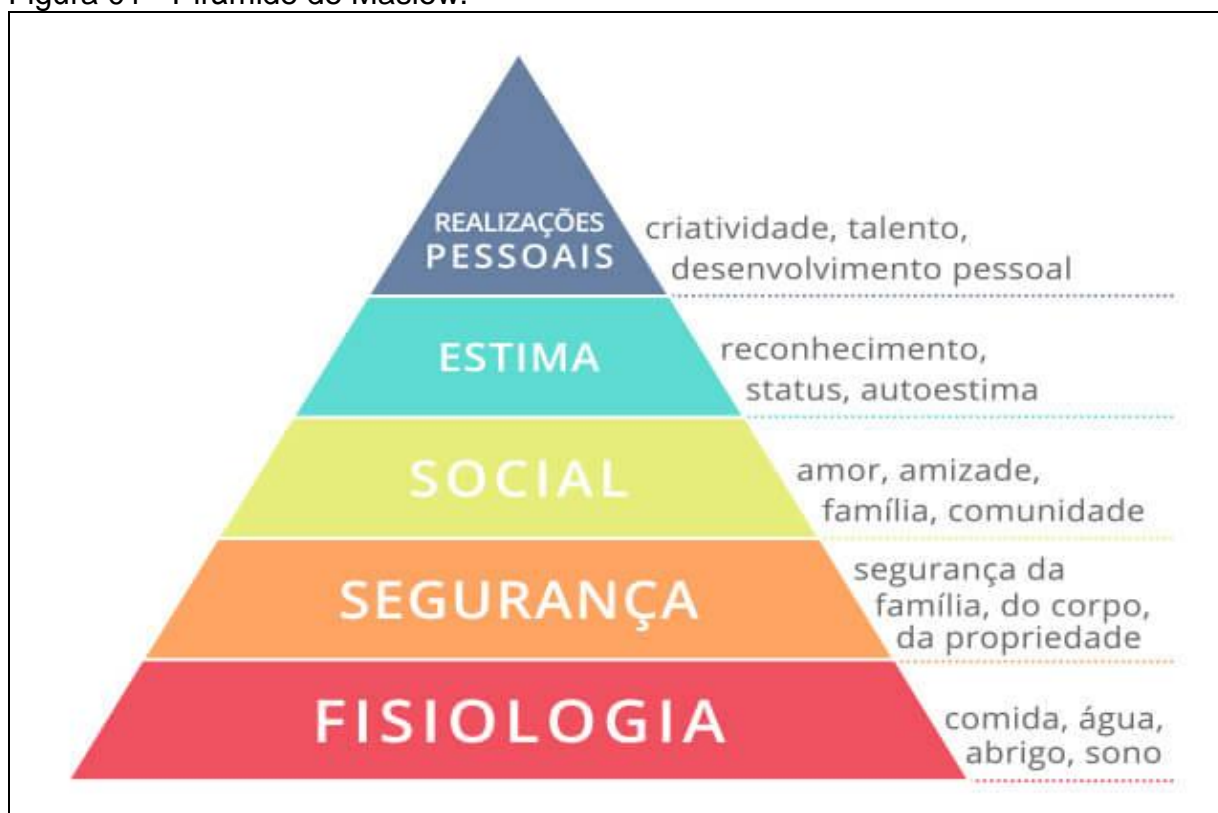 Figura 01 - Pirâmide de Maslow.
REALIZAÇÕES
PESSOAIS
criatividade, talento,
desenvolvimento pessoal
ESTIMA
reconhecimento,
status, autoestima
SOCIAL
amor, amizade,
família, comunidade
SEGURANÇA
segurança da
família, do corpo,
da propriedade
FISIOLOGIA
comida, água,
abrigo, sono